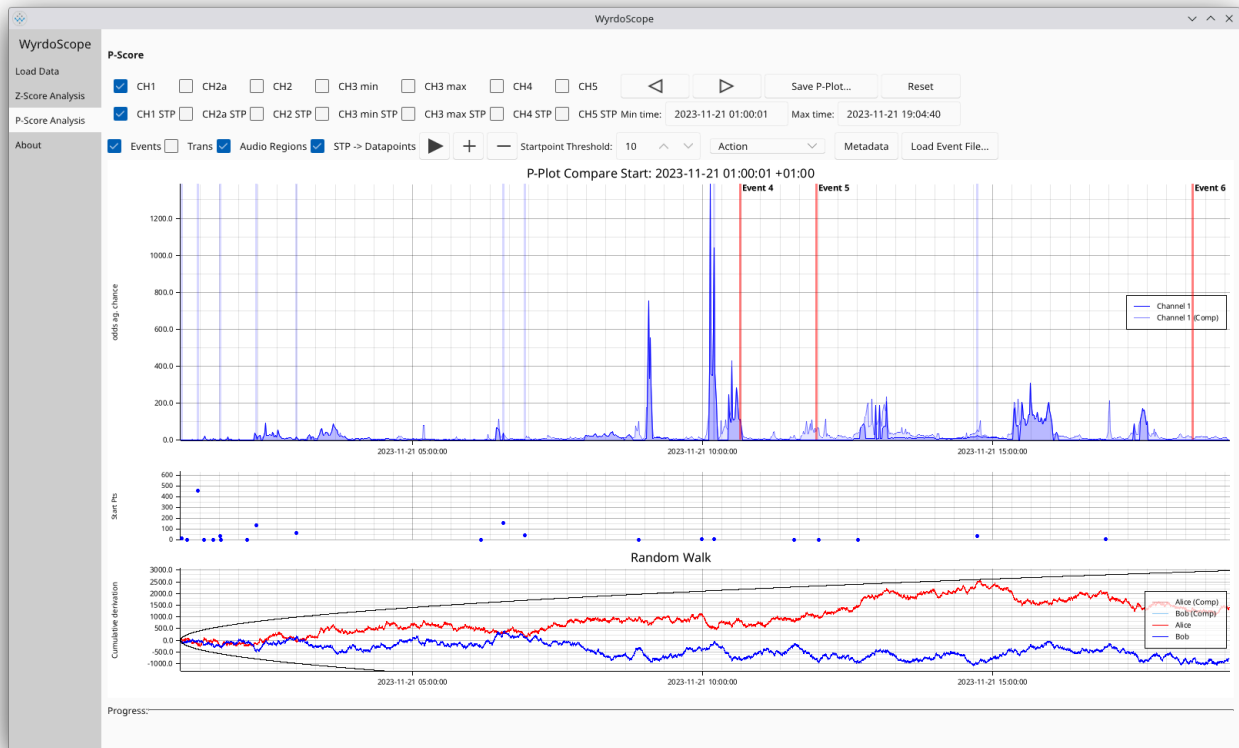 WyrdoScope
WyrdoScope
Load Data
Z-Score Analysis
P-Score Analysis
About
P-Score
CH1 CH2a CH2 CH3 min CH3 max CH4 CH5 Save P-Plot... Reset
CH1 STP CH2a STP CH2 STP CH3 min STP CH3 max STP CH4 STP CH5 STP Min time: 2023-11-21 01:00:01 Max time: 2023-11-21 19:04:40
Events Trans Audio Regions STP -> Datapoints Startpoint Threshold: 10 Action Metadata Load Event File...
P-Plot Compare Start: 2023-11-21 01:00:01 +01:00
Event 4 Event 5 Event 6
odds ag. chance
1200.0
1000.0
800.0
600.0
400.0
200.0
0.0
Channel 1
Channel 1 (Comp)
2023-11-21 05:00:00 2023-11-21 10:00:00 2023-11-21 15:00:00
Start Pts
600
500
400
300
200
100
0
Random Walk
Cumulative derivation
3000.0
2500.0
2000.0
1500.0
1000.0
500.0
0.0
-500.0
-1000.0
Alice (Comp)
Bob (Comp)
Alice
Bob
2023-11-21 05:00:00 2023-11-21 10:00:00 2023-11-21 15:00:00
Progress: